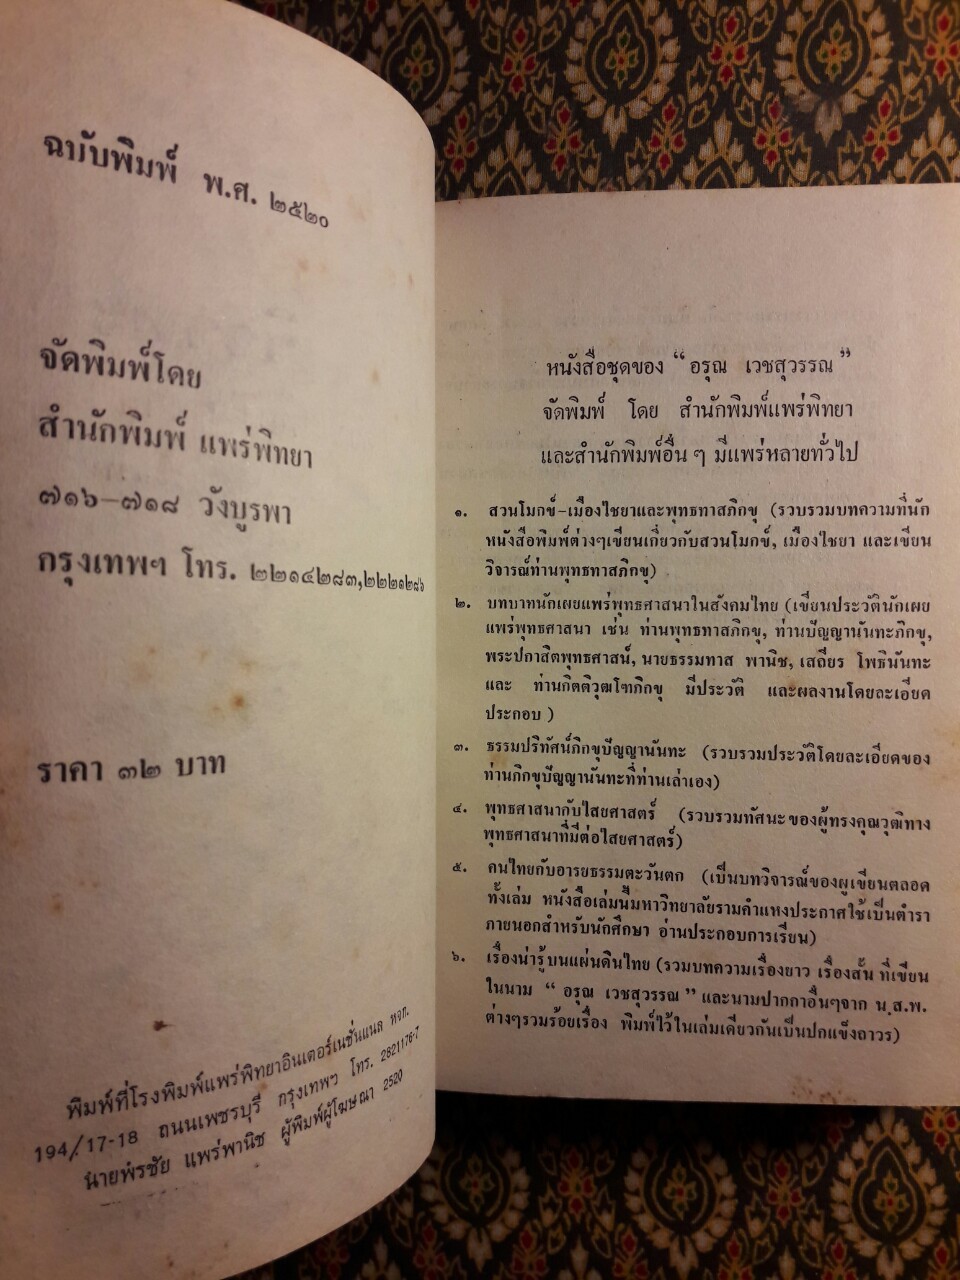 ฉบับพิมพ์ พ.ศ. ๒๕๒๐
จัดพิมพ์โดย
สำนักพิมพ์ แพร่พิทยา
๗๑๖–๗๑๘ วังบูรพา
กรุงเทพฯ โทร. ๒๒๑๔๒๘๓,๒๒๒๑๒๘๖
ราคา ๓๒ บาท
พิมพ์ที่โรงพิมพ์แพร่พิทยาอินเตอร์เนชั่นแนล หจก.
194/17-18 ถนนเพชรบุรี กรุงเทพฯ โทร. 2821176-7
นายพรชัย แพร่พานิช ผู้พิมพ์ผู้โฆษณา 2520
หนังสือชุดของ “ อรุณ เวชสุวรรณ ”
จัดพิมพ์ โดย สำนักพิมพ์แพร่พิทยา
และสำนักพิมพ์อื่น ๆ มีแพร่หลายทั่วไป
๑. สวนโมกข์–เมืองไชยาและพุทธทาสภิกขุ (รวบรวมบทความที่นัก
หนังสือพิมพ์ต่างๆเขียนเกี่ยวกับสวนโมกข์, เมืองไชยา และเขียน
วิจารณ์ท่านพุทธทาสภิกขุ)
๒. บทบาทนักเผยแพร่พุทธศาสนาในสังคมไทย (เขียนประวัตินักเผย
แพร่พุทธศาสนา เช่น ท่านพุทธทาสภิกขุ, ท่านปัญญานันทะภิกขุ,
พระปกาสิตพุทธศาสน์, นายธรรมทาส พานิช, เสถียร โพธินันทะ
และ ท่านกิตติวุฒโฑภิกขุ มีประวัติ และผลงานโดยละเอียด
ประกอบ )
๓. ธรรมปริทัศน์ภิกขุปัญญานันทะ (รวบรวมประวัติโดยละเอียดของ
ท่านภิกขุปัญญานันทะที่ท่านเล่าเอง)
๔. พุทธศาสนากับไสยศาสตร์ (รวบรวมทัศนะของผู้ทรงคุณวุฒิทาง
พุทธศาสนาที่มีต่อไสยศาสตร์)
๕. คนไทยกับอารยธรรมตะวันตก (เป็นบทวิจารณ์ของผู้เขียนตลอด
ทั้งเล่ม หนังสือเล่มนี้มหาวิทยาลัยรามคำแหงประกาศใช้เป็นตำรา
ภายนอกสำหรับนักศึกษา อ่านประกอบการเรียน)
๖. เรื่องน่ารู้บนแผ่นดินไทย (รวมบทความเรื่องยาว เรื่องสั้น ที่เขียน
ในนาม “ อรุณ เวชสุวรรณ ” และนามปากกาอื่นๆจาก น.ส.พ.
ต่างๆรวมร้อยเรื่อง พิมพ์ไว้ในเล่มเดียวกันเป็นปกแข็งถาวร)